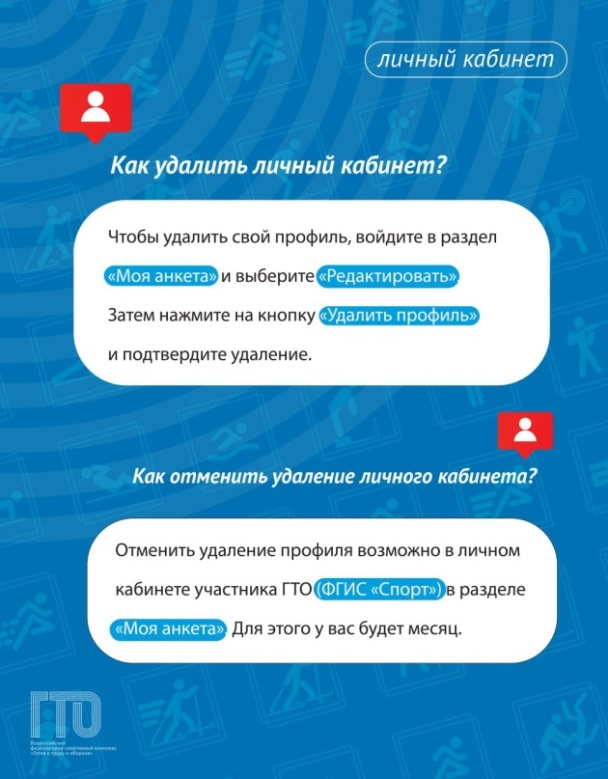 личный кабинет
Как удалить личный кабинет?
Чтобы удалить свой профиль, войдите в раздел
«Моя анкета» и выберите «Редактировать».
Затем нажмите на кнопку «Удалить профиль»
и подтвердите удаление.
Как отменить удаление личного кабинета?
Отменить удаление профиля возможно в личном
кабинете участника ГТО (ФГИС «Спорт») в разделе
«Моя анкета». Для этого у вас будет месяц.
ГТО
Всероссийский
физкультурно-спортивный комплекс
«Готов к труду и обороне»